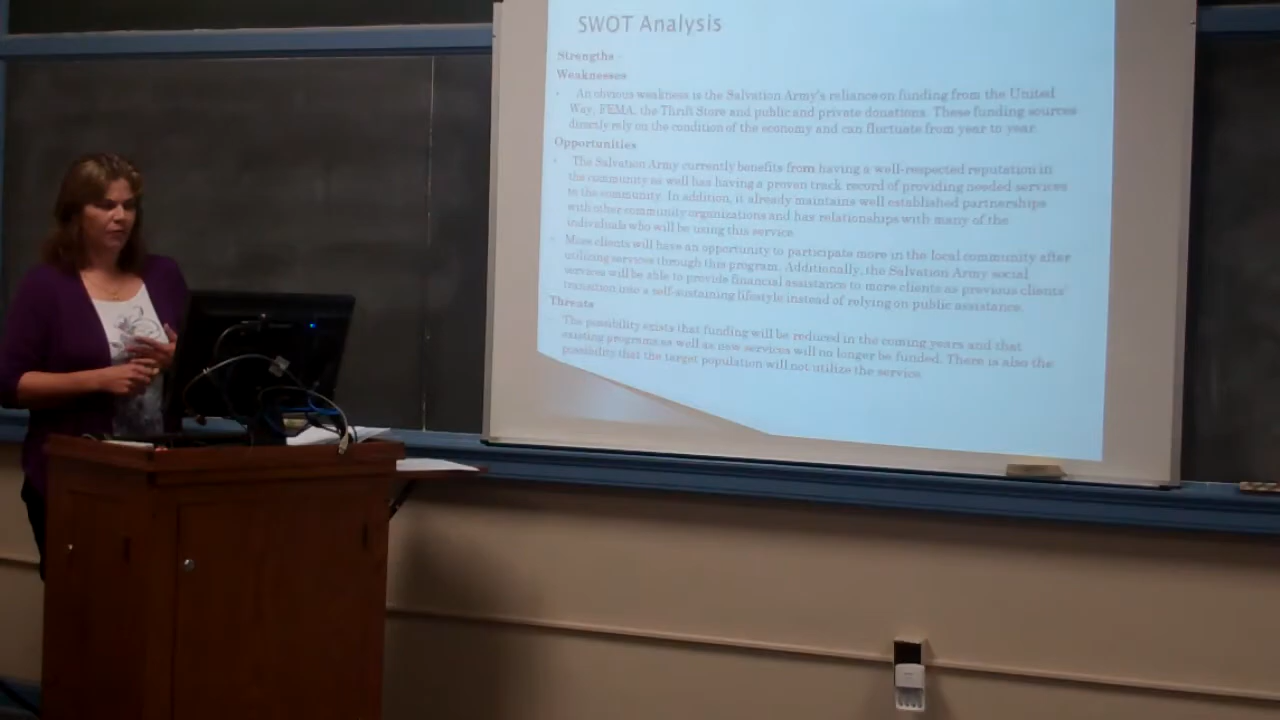 SWOT Analysis
Strengths -
Weaknesses
• An obvious weakness is the Salvation Army's reliance on funding from the United
Way, FEMA, the Thrift Store and public and private donations. These funding sources
directly rely on the condition of the economy and can fluctuate from year to year.
Opportunities
• The Salvation Army currently benefits from having a well-respected reputation in
the community as well has having a proven track record of providing needed services
to the community. In addition, it already maintains well established partnerships
with other community organizations and has relationships with many of the
individuals who will be using this service.
• More clients will have an opportunity to participate more in the local community after
utilizing services through this program. Additionally, the Salvation Army social
services will be able to provide financial assistance to more clients as previous clients'
transition into a self-sustaining lifestyle instead of relying on public assistance.
Threats
The possibility exists that funding will be reduced in the coming years and that
existing programs as well as new services will no longer be funded. There is also the
possibility that the target population will not utilize the service.